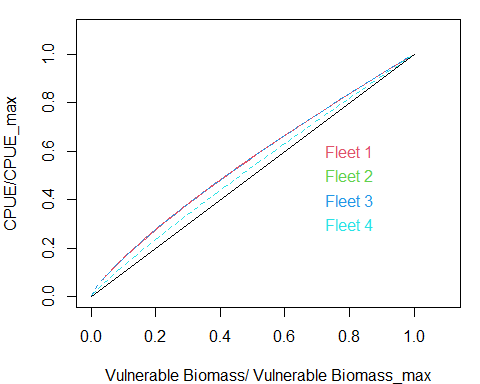 CPUE/CPUE_max
1.0
0.8
0.6
0.4
0.2
0.0
Fleet 1
Fleet 2
Fleet 3
Fleet 4
0.0 0.2 0.4 0.6 0.8 1.0
Vulnerable Biomass/ Vulnerable Biomass_max